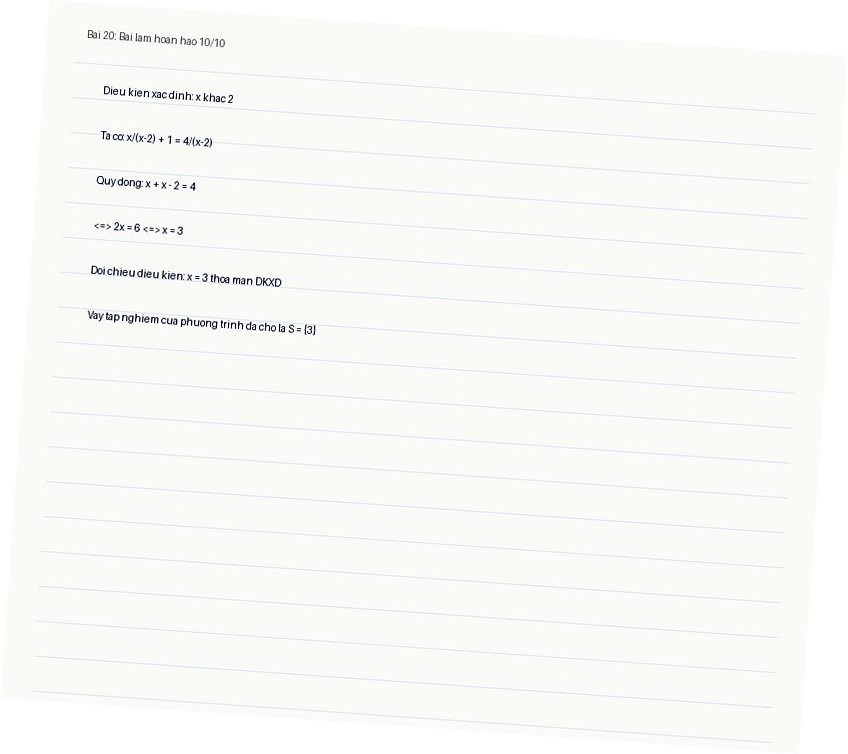 Bai 20: Bai lam hoan hao 10/10
Dieu kien xac dinh: x khac 2
Ta co: x/(x-2) + 1 = 4/(x-2)
Quy dong: x + x - 2 = 4
<=> 2x = 6 <=> x = 3
Doi chieu dieu kien: x = 3 thoa man DKXD
Vay tap nghiem cua phuong trinh da cho la S = {3}